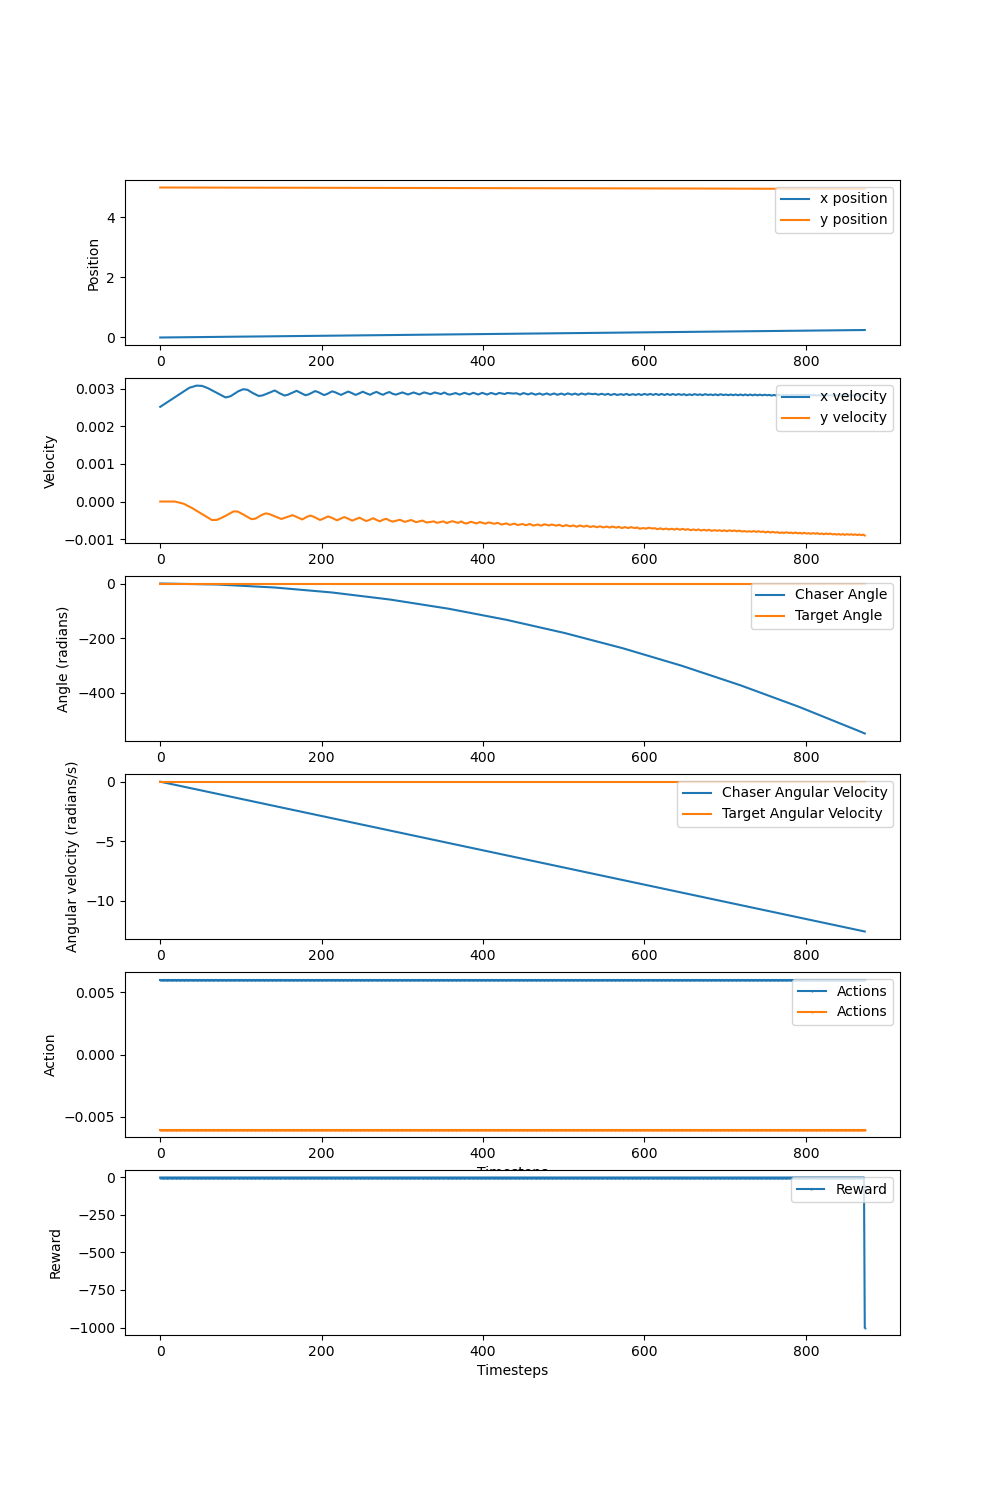 Position
4
2
0
x position
y position
0 200 400 600 800
Velocity
0.003
0.002
0.001
0.000
−0.001
x velocity
y velocity
0 200 400 600 800
Angle (radians)
0
−200
−400
Chaser Angle
Target Angle
0 200 400 600 800
Angular velocity (radians/s)
0
−5
−10
Chaser Angular Velocity
Target Angular Velocity
0 200 400 600 800
Action
0.005
0.000
−0.005
Actions
Actions
0 200 400 600 800
Timesteps
Reward
0
−250
−500
−750
−1000
Reward
0 200 400 600 800
Timesteps